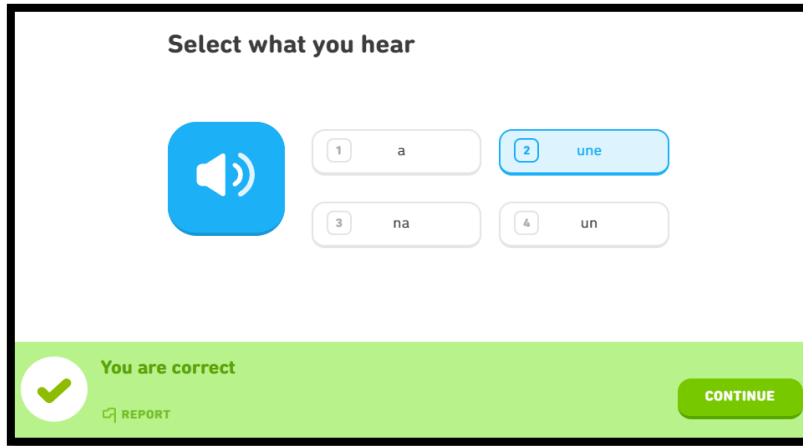 Select what you hear
1 a
2 une
3 na
4 un
You are correct
REPORT
CONTINUE